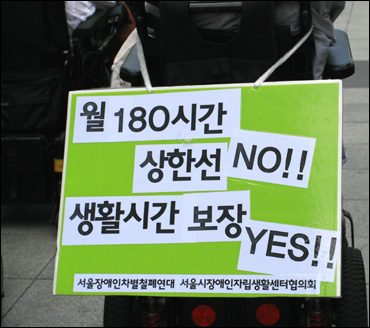 월 180시간
상한선 NO!!
생활시간 보장
YES!!
서울장애인차별철폐연대 서울시장애인자립생활센터협의회